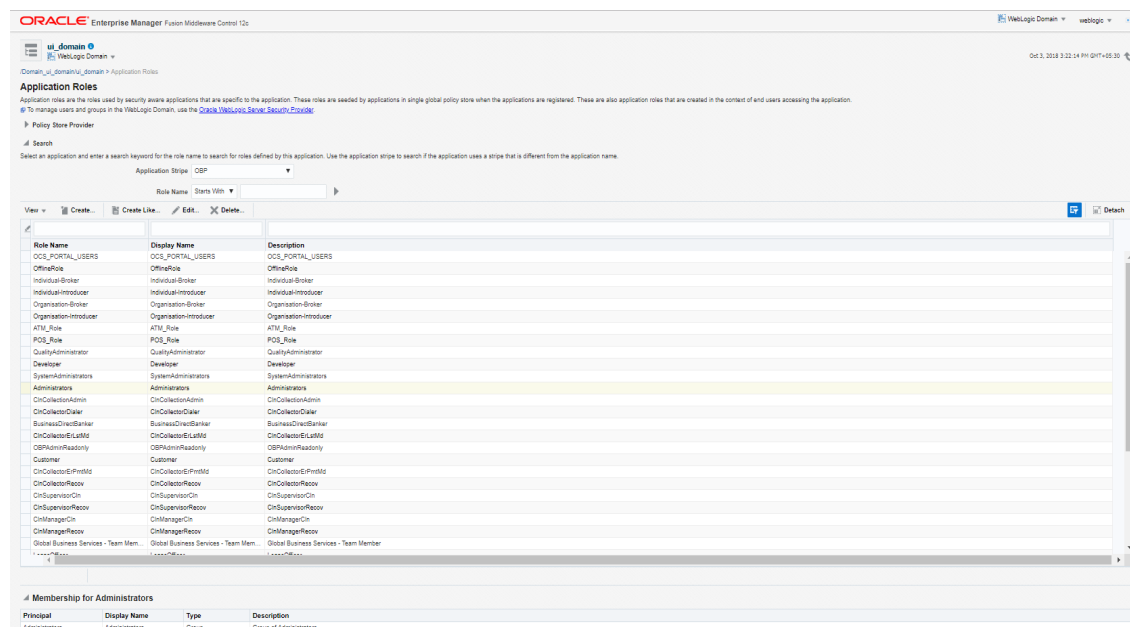 ORACLE Enterprise Manager Fusion Middleware Control 12c
WebLogic Domain weblogic
ui_domain
WebLogic Domain
Oct 3, 2018 3:22:14 PM GMT+05:30
/Domain_ui_domain/ui_domain > Application Roles
Application Roles
Application roles are the roles used by security aware applications that are specific to the application. These roles are seeded by applications in single global policy store when the applications are registered. These are also application roles that are created in the context of end users accessing the application.
To manage users and groups in the WebLogic Domain, use the Oracle WebLogic Server Security Provider.
Policy Store Provider
Search
Select an application and enter a search keyword for the role name to search for roles defined by this application. Use the application stripe to search if the application uses a stripe that is different from the application name.
Application Stripe OBP
Role Name Starts With
View Create... Create Like... Edit... Delete... Detach
Role Name Display Name Description
OCS_PORTAL_USERS OCS_PORTAL_USERS OCS_PORTAL_USERS
OfflineRole OfflineRole OfflineRole
Individual-Broker Individual-Broker Individual-Broker
Individual-Introducer Individual-Introducer Individual-Introducer
Organisation-Broker Organisation-Broker Organisation-Broker
Organisation-Introducer Organisation-Introducer Organisation-Introducer
ATM_Role ATM_Role ATM_Role
POS_Role POS_Role POS_Role
QualityAdministrator QualityAdministrator QualityAdministrator
Developer Developer Developer
SystemAdministrators SystemAdministrators SystemAdministrators
Administrators Administrators Administrators
ClnCollectionAdmin ClnCollectionAdmin ClnCollectionAdmin
ClnCollectorDialer ClnCollectorDialer ClnCollectorDialer
BusinessDirectBanker BusinessDirectBanker BusinessDirectBanker
ClnCollectorErLstMd ClnCollectorErLstMd ClnCollectorErLstMd
OBPAdminReadonly OBPAdminReadonly OBPAdminReadonly
Customer Customer Customer
ClnCollectorErPmtMd ClnCollectorErPmtMd ClnCollectorErPmtMd
ClnCollectorRecov ClnCollectorRecov ClnCollectorRecov
ClnSupervisorCln ClnSupervisorCln ClnSupervisorCln
ClnSupervisorRecov ClnSupervisorRecov ClnSupervisorRecov
ClnManagerCln ClnManagerCln ClnManagerCln
ClnManagerRecov ClnManagerRecov ClnManagerRecov
Global Business Services - Team Mem... Global Business Services - Team Mem... Global Business Services - Team Member
Membership for Administrators
Principal Display Name Type Description
Administrators Administrators Group Group of Administrators